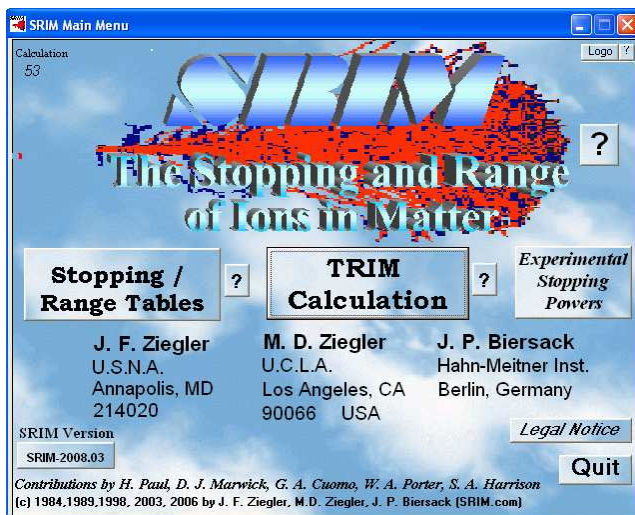 SRIM Main Menu
Calculation
53
Logo ?
SRIM
?
The Stopping and Range
of Ions in Matter
Stopping /
Range Tables
?
TRIM
Calculation
?
Experimental
Stopping
Powers
J. F. Ziegler
U.S.N.A.
Annapolis, MD
214020
M. D. Ziegler
U.C.L.A.
Los Angeles, CA
90066 USA
J. P. Biersack
Hahn-Meitner Inst.
Berlin, Germany
SRIM Version
SRIM-2008.03
Legal Notice
Quit
Contributions by H. Paul, D. J. Marwick, G. A. Cuomo, W. A. Porter, S. A. Harrison
(c) 1984,1989,1998, 2003, 2006 by J. F. Ziegler, M.D. Ziegler, J. P. Biersack (SRIM.com)